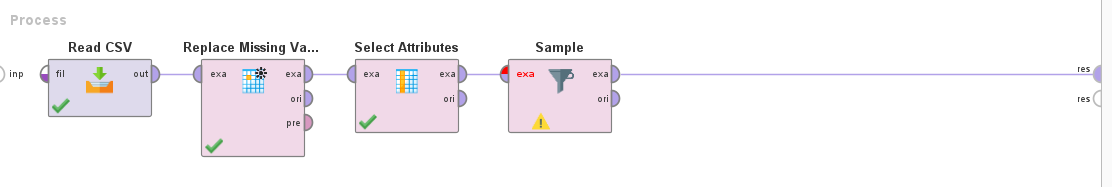 Process
Read CSV
Replace Missing Va...
Select Attributes
Sample
inp
fil
out
exa
exa
exa
exa
exa
exa
res
ori
ori
ori
res
pre